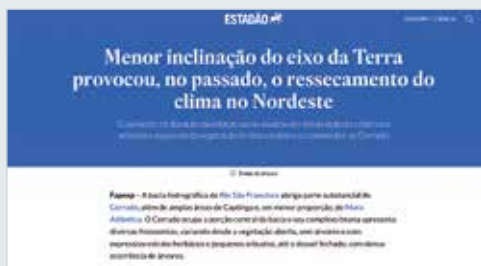 ESTADÃO
Menor inclinação do eixo da Terra
provocou, no passado, o ressecamento do
clima no Nordeste
Fapesp - A bacia hidrográfica do Rio São Francisco abriga parte substancial do
Cerrado, além de amplas áreas de Caatinga e, em menor proporção, de Mata
Atlântica. O Cerrado ocupa a porção central da bacia e seu complexo bioma apresenta
diversas fisionomias, variando desde a vegetação aberta, sem árvores e com
expressivo estrato herbáceo e pequenos arbustos, até o dossel fechado, com densa
ocorrência de árvores.